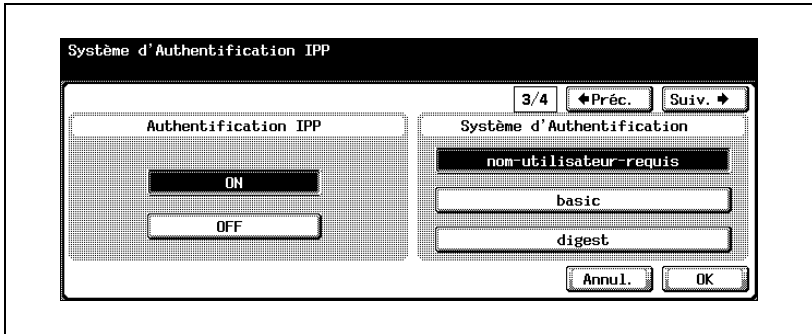 Système d'Authentification IPP
3/4 Préc. Suiv.
Authentification IPP
Système d'Authentification
ON
OFF
nom-utilisateur-requis
basic
digest
Annul. OK